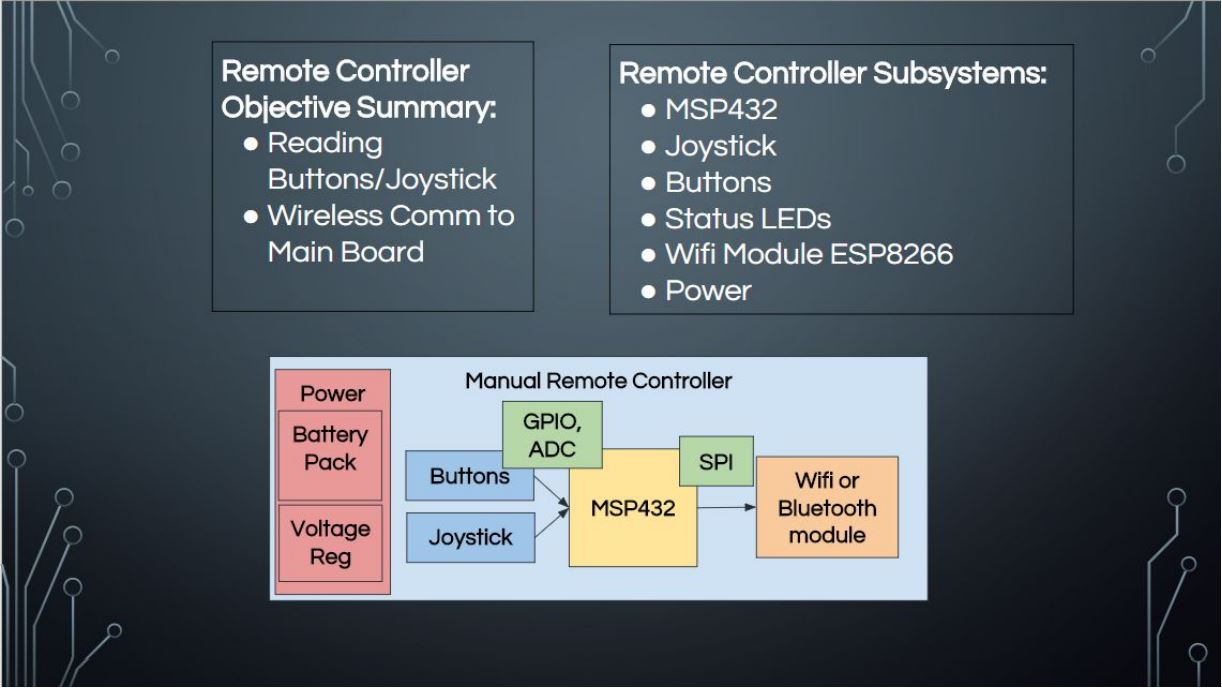 Remote Controller
Objective Summary:
● Reading
Buttons/Joystick
● Wireless Comm to
Main Board
Remote Controller Subsystems:
● MSP432
● Joystick
● Buttons
● Status LEDs
● Wifi Module ESP8266
● Power
Manual Remote Controller
Power
Battery
Pack
Voltage
Reg
GPIO,
ADC
Buttons
Joystick
MSP432
SPI
Wifi or
Bluetooth
module